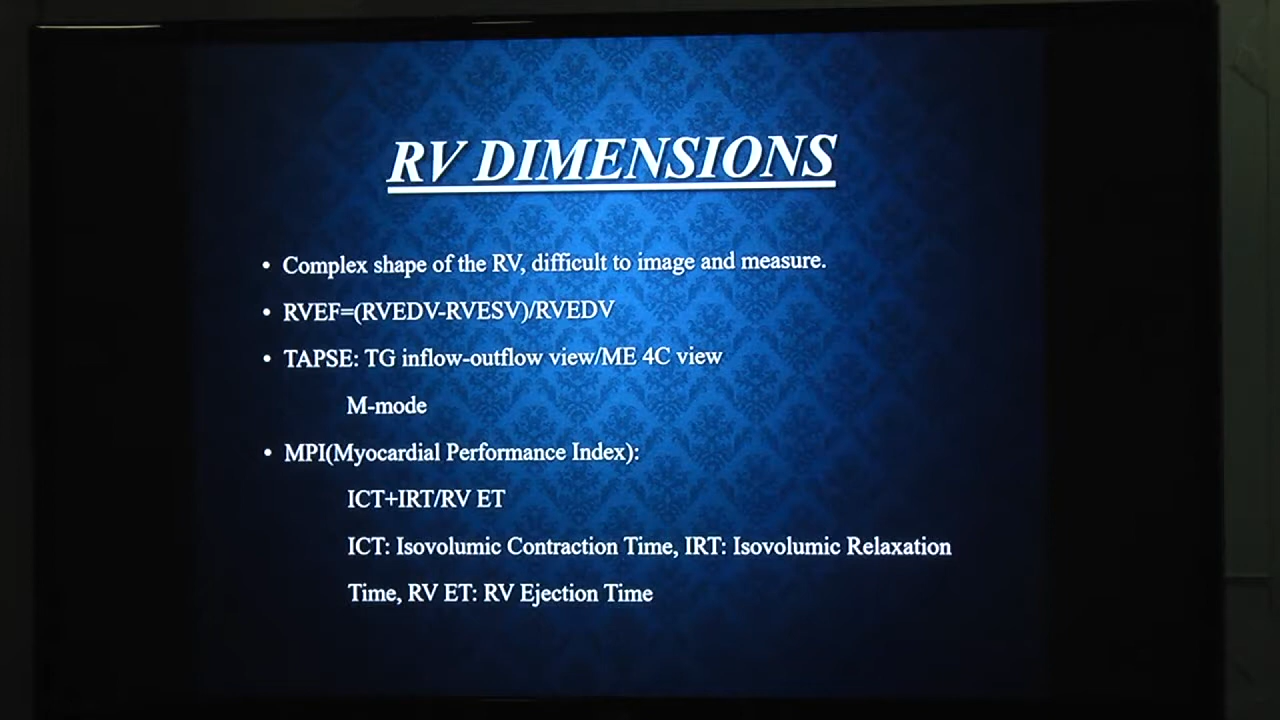 RV DIMENSIONS
• Complex shape of the RV, difficult to image and measure.
• RVEF=(RVEDV-RVESV)/RVEDV
• TAPSE: TG inflow-outflow view/ME 4C view
M-mode
• MPI(Myocardial Performance Index):
ICT+IRT/RV ET
ICT: Isovolumic Contraction Time, IRT: Isovolumic Relaxation
Time, RV ET: RV Ejection Time